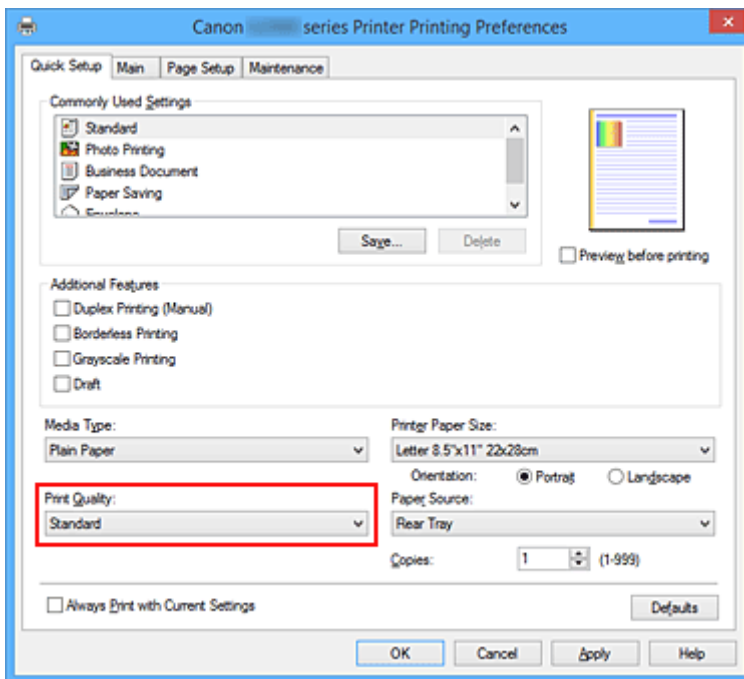 Canon series Printer Printing Preferences
Quick Setup Main Page Setup Maintenance
Commonly Used Settings
Standard
Photo Printing
Business Document
Paper Saving
Envelope
Save... Delete
Preview before printing
Additional Features
Duplex Printing (Manual)
Borderless Printing
Grayscale Printing
Draft
Media Type:
Plain Paper
Printer Paper Size:
Letter 8.5"x11" 22x28cm
Orientation: Portrait Landscape
Print Quality:
Standard
Paper Source:
Rear Tray
Copies: 1 (1-999)
Always Print with Current Settings
Defaults
OK Cancel Apply Help